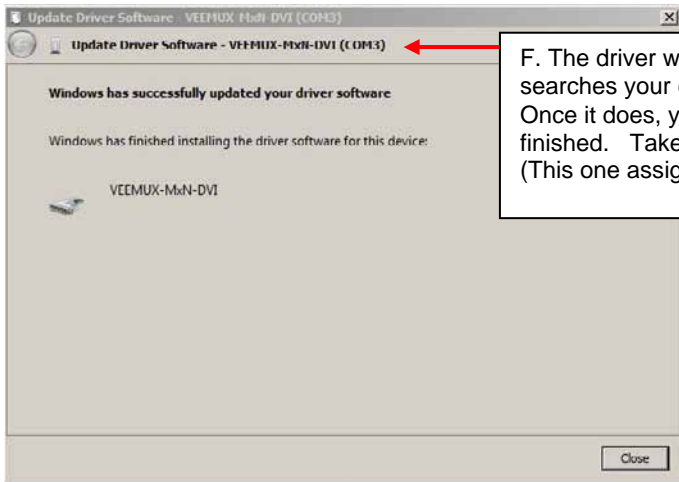 Update Driver Software - VEEMUX-MxN-DVI (COM3)
Update Driver Software - VEEMUX-MxN-DVI (COM3)
Windows has successfully updated your driver software
Windows has finished installing the driver software for this device:
VEEMUX-MxN-DVI
Close
F. The driver
searches your
Once it does,
finished. Take
(This one